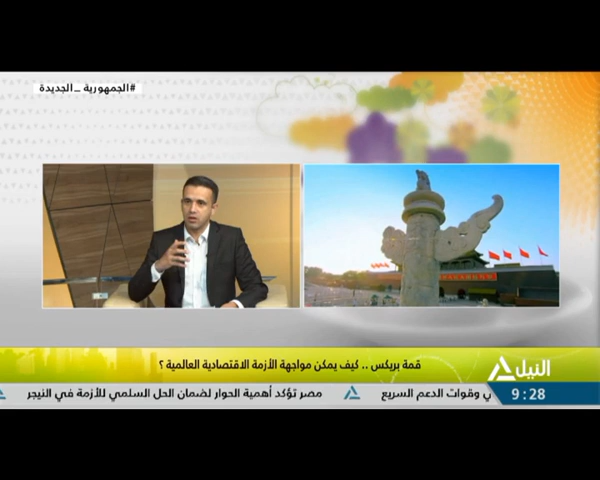 #الجمهورية_الجديدة
قمة بريكس .. كيف يمكن مواجهة الأزمة الاقتصادية العالمية ؟
النيل
ي وقوات الدعم السريع
مصر تؤكد أهمية الحوار لضمان الحل السلمي للأزمة في النيجر
9:28